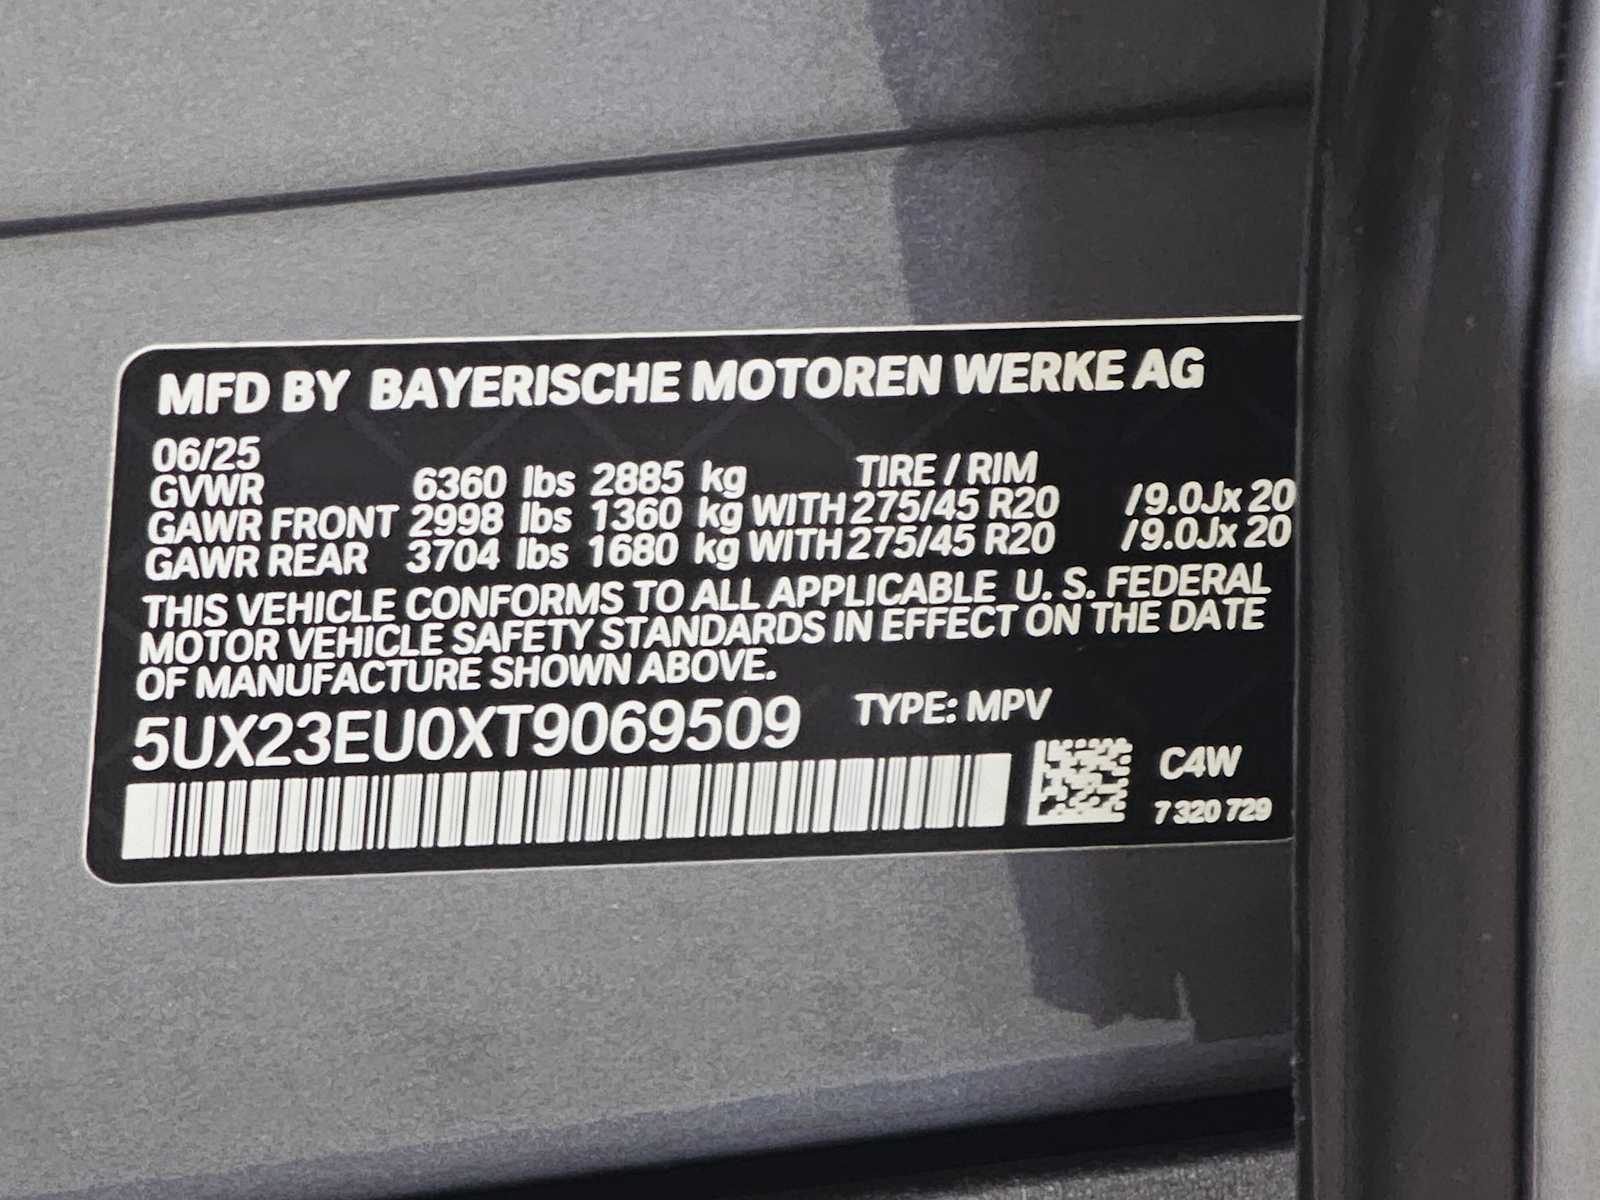 MFD BY BAYERISCHE MOTOREN WERKE AG
06/25
GVWR 6360 lbs 2885 kg TIRE / RIM
GAWR FRONT 2998 lbs 1360 kg WITH 275/45 R20 /9.0Jx 20
GAWR REAR 3704 lbs 1680 kg WITH 275/45 R20 /9.0Jx 20
THIS VEHICLE CONFORMS TO ALL APPLICABLE U. S. FEDERAL
MOTOR VEHICLE SAFETY STANDARDS IN EFFECT ON THE DATE
OF MANUFACTURE SHOWN ABOVE.
5UX23EU0XT9069509 TYPE: MPV
C4W
7 320 729